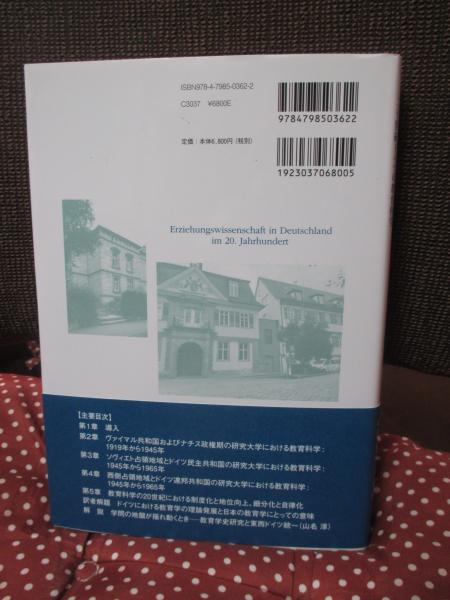 ISBN978-4-7985-0362-2
C3037 ¥6800E
定価:本体6,800円(税別)
9784798503622
1923037068005
Erziehungswissenschaft in Deutschland
im 20. Jahrhundert
【主要目次】
第1章 導入
第2章 ヴァイマル共和国およびナチス政権期の研究大学における教育科学:
1919年から1945年
第3章 ソヴィエト占領地域とドイツ民主共和国の研究大学における教育科学:
1945年から1965年
第4章 西側占領地域とドイツ連邦共和国の研究大学における教育科学:
1945年から1965年
第5章 教育科学の20世紀における制度化と地位向上、細分化と自律化
訳者解題 ドイツにおける教育学の理論発展と日本の教育学にとっての意味
解 説 学問の地盤が揺れ動くとき―教育学史研究と東西ドイツ統一(山名 淳)